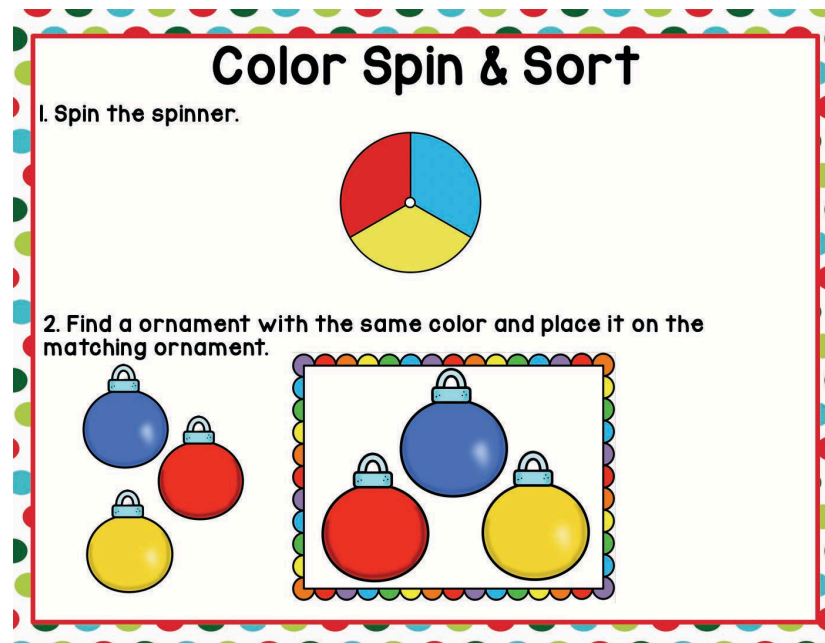 Color Spin & Sort
1. Spin the spinner.
2. Find a ornament with the same color and place it on the
matching ornament.